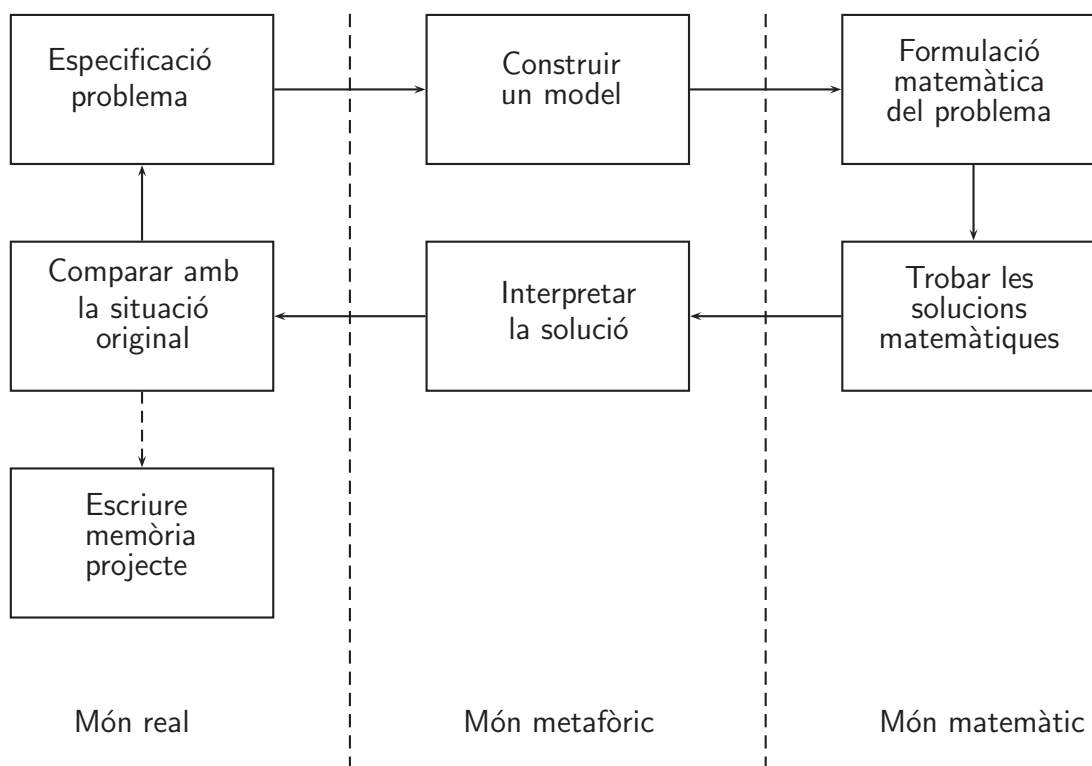 Especificació
problema
Construir
un model
Formulació
matemàtica
del problema
Comparar amb
la situació
original
Interpretar
la solució
Trobar les
solucions
matemàtiques
Escriure
memòria
projecte
Món real
Món metafòric
Món matemàtic